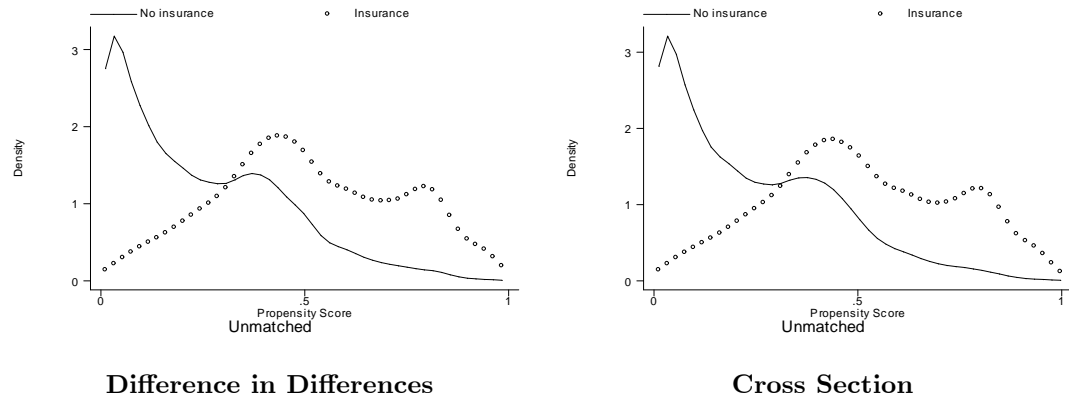 No insurance
Insurance
Density
3
2
1
0
0
.5
1
Propensity Score
Unmatched
Difference in Differences
No insurance
Insurance
Density
3
2
1
0
0
.5
1
Propensity Score
Unmatched
Cross Section